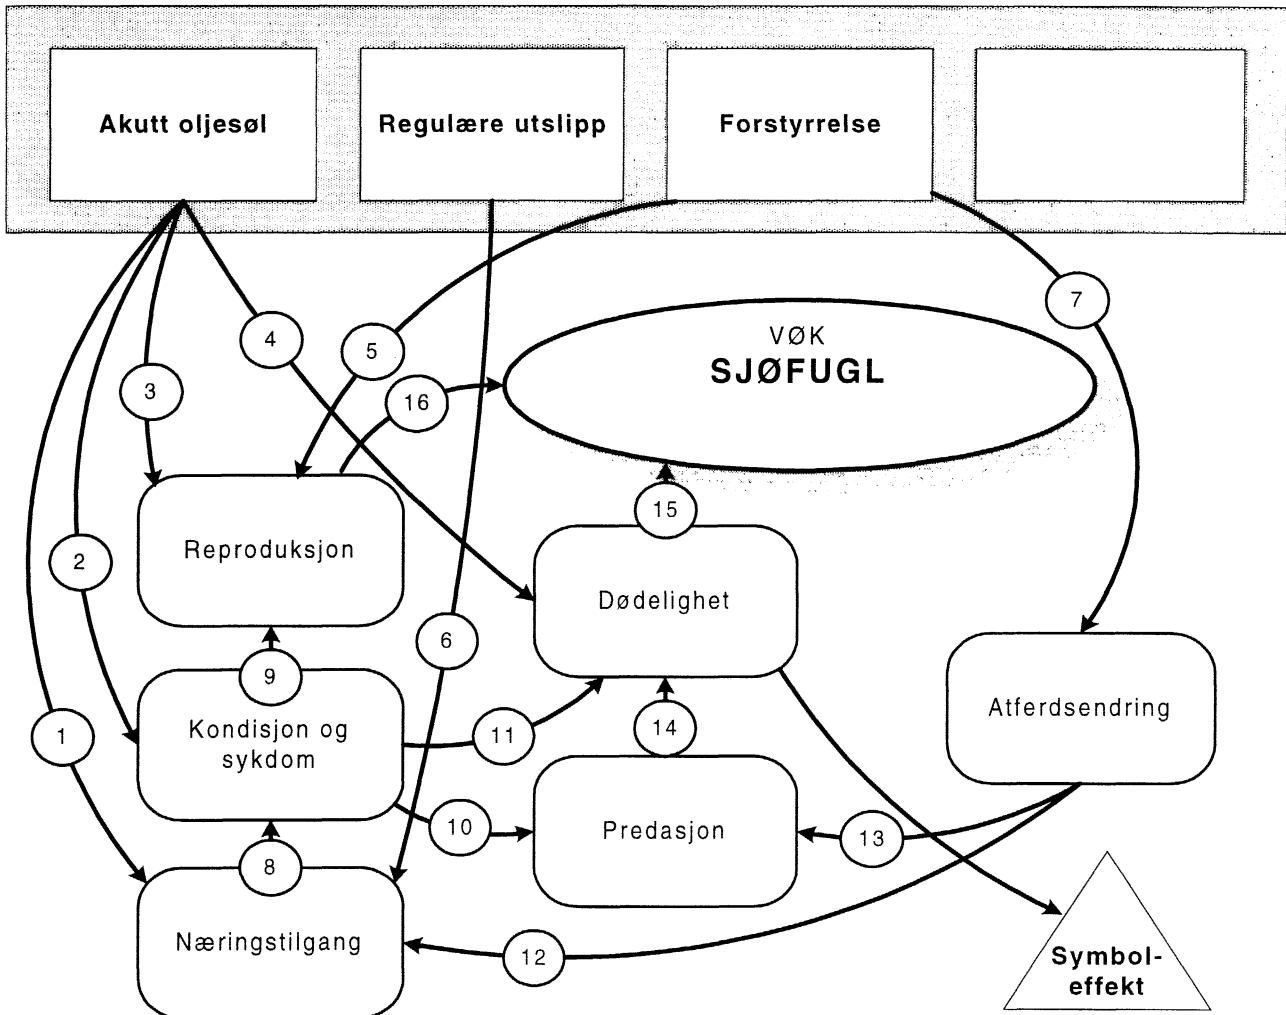 Akutt oljesøl
Regulære utslipp
Forstyrrelse
VØK
SJØFUGL
7
4
5
3
16
15
Reproduksjon
2
Dødelighet
6
9
Kondisjon og
sykdom
1
11
14
Atferdsendring
10
Predasjon
13
8
Næringstilgang
12
Symbol-
effekt